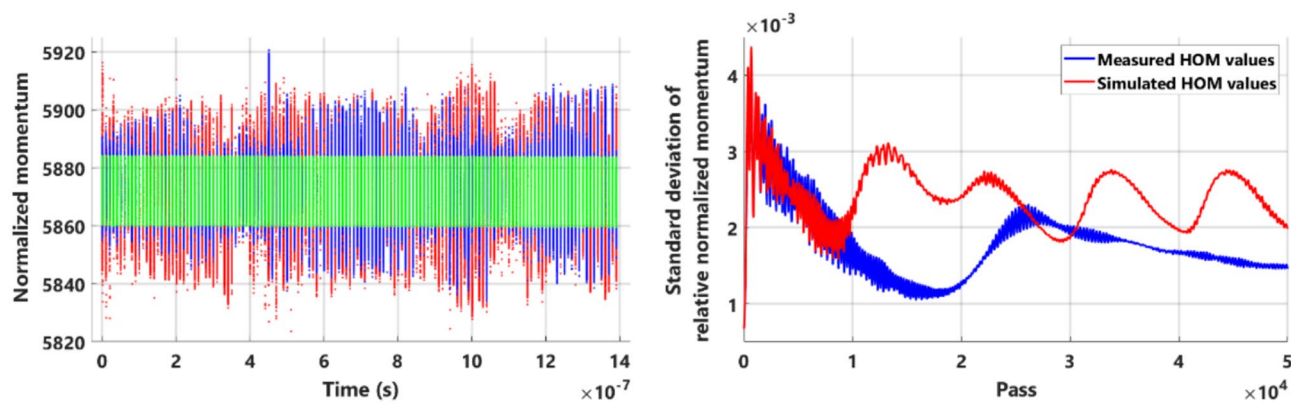 Normalized momentum
5920
5900
5880
5860
5840
5820
0 2 4 6 8 10 12 14
Time (s)
×10⁻⁷
×10⁻³
Standard deviation of
relative normalized momentum
4
3
2
1
Measured HOM values
Simulated HOM values
0 1 2 3 4 5
Pass
×10⁴